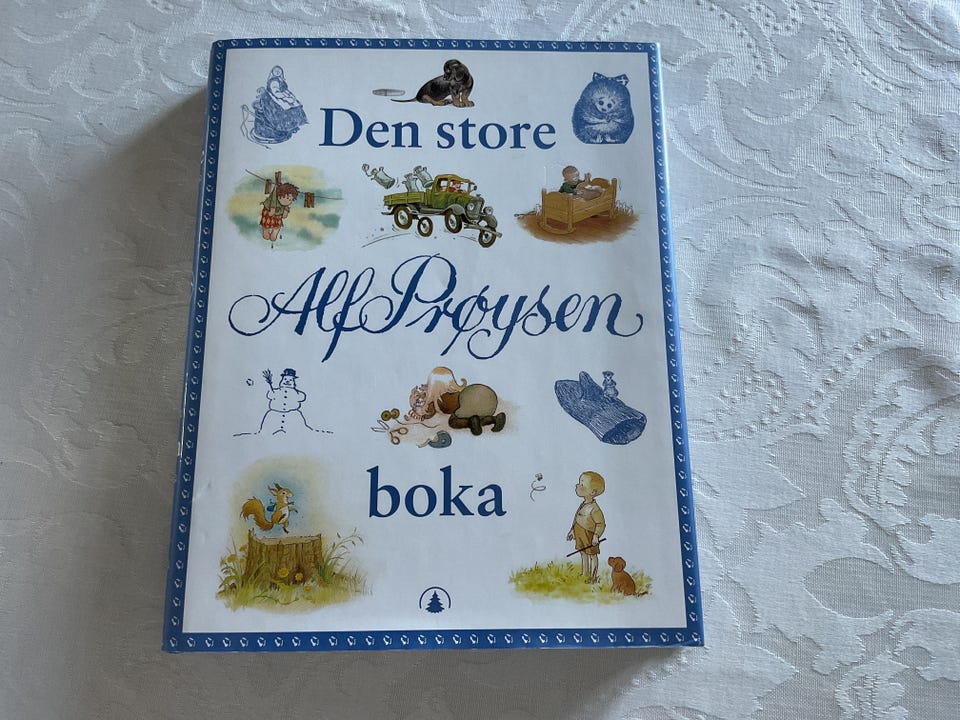 Den store
Alf Prøysen
boka